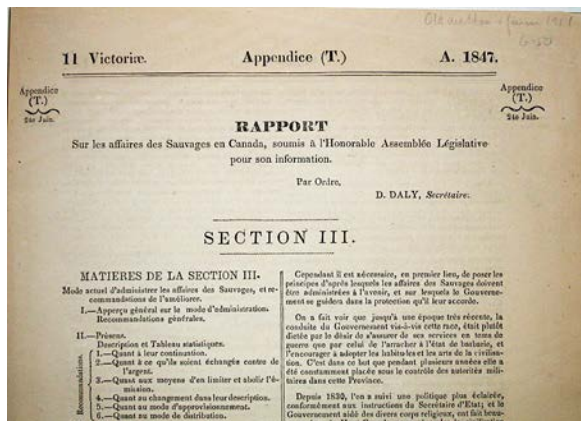 11 Victoriæ. Appendice (T.) A. 1847.
Appendice
(T.)
24e Juin.
Appendice
(T.)
24e Juin.
RAPPORT
Sur les affaires des Sauvages en Canada, soumis à l'Honorable Assemblée Législative
pour son information.
Par Ordre,
D. DALY, Secrétaire.
SECTION III.
MATIERES DE LA SECTION III.
Mode actuel d'administrer les affaires des Sauvages, et re-
commandations de l'améliorer.
I.—Apperçu général sur le mode d'administration.
Recommandations générales.
II.—Présens.
Description et Tableau statistiques.
Recommandations.
1.—Quant à leur continuation.
2.—Quant à ce qu'ils soient échangés contre de
l'argent.
3.—Quant aux moyens d'en limiter et abolir l'é-
mission.
4.—Quant au changement dans leur description.
5.—Quant au mode d'approvisionnement.
6.—Quant au mode de distribution.
Cependant il est nécessaire, en premier lieu, de poser les
principes d'après lesquels les affaires des Sauvages doivent
être administrées à l'avenir, et sur lesquels le Gouverne-
ment se guidera dans la protection qu'il leur accorde.
On a fait voir que jusqu'à une époque très récente, la
conduite du Gouvernement vis-à-vis cette race, était plutôt
dictée par le désir de s'assurer de ses services en tems de
guerre que par celui de l'arracher à l'état de barbarie, et
l'encourager à adopter les habitudes et les arts de la civilisa-
tion. C'est dans ce but que pendant plusieurs années elle a
été constamment placée sous le contrôle des autorités mili-
taires dans cette Province.
Depuis 1830, l'on a suivi une politique plus éclairée,
conformément aux instructions du Secrétaire d'Etat; et le
Gouvernement aidé des divers corps religieux, ont fait beau-